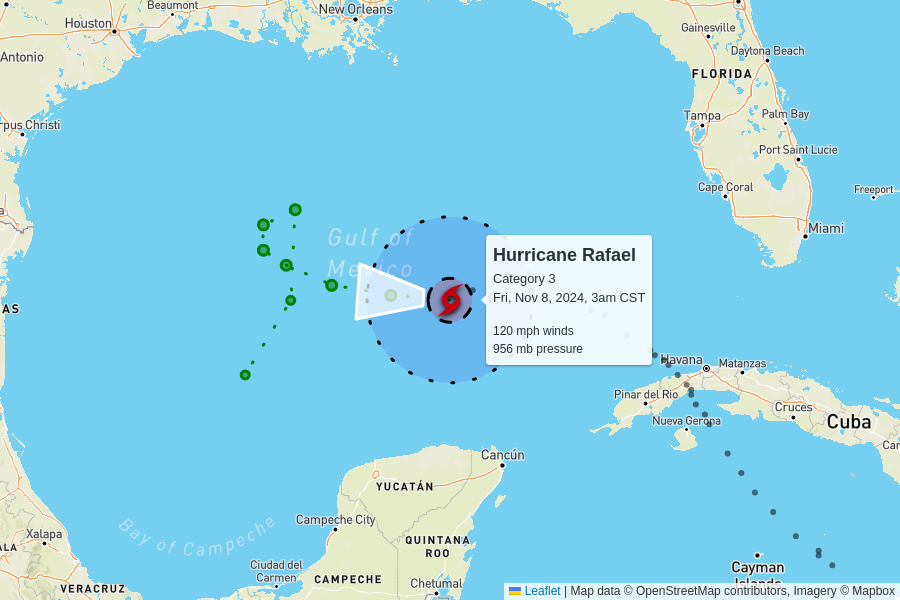 Beaumont
New Orleans
Houston
Gainesville
Antonio
Daytona Beach
FLORIDA
Tampa
Palm Bay
rpus Christi
Port Saint Lucie
Cape Coral
Freeport
Miami
Gulf of
Mexico
Hurricane Rafael
Category 3
Fri, Nov 8, 2024, 3am CST
120 mph winds
956 mb pressure
AS
Havana
Matanzas
Pinar del Río
Cruces
Nueva Gerona
Cuba
Can
Cancún
YUCATÁN
Campeche City
Bay of Campeche
Xalapa
QUINTANA
ROO
ALA
Ciudad del
Carmen
CAMPECHE
Chetumal
VERACRUZ
Cayman
Islands
Leaflet | Map data © OpenStreetMap contributors, Imagery © Mapbox